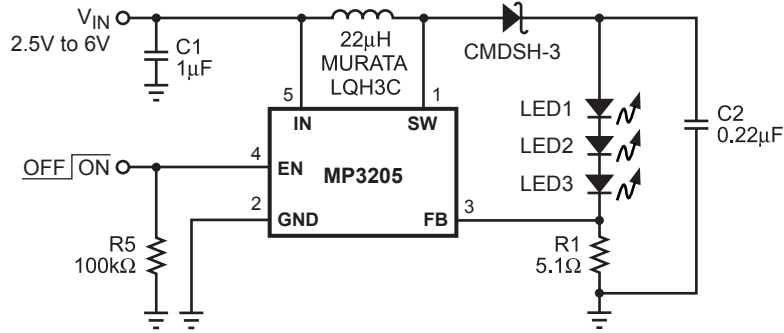 VIN
2.5V to 6V
C1
1µF
22µH
MURATA
LQH3C
CMDSH-3
5
1
IN
SW
LED1
LED2
LED3
C2
0.22µF
OFF ON
4
EN
MP3205
2
GND
FB
3
R5
100kΩ
R1
5.1Ω